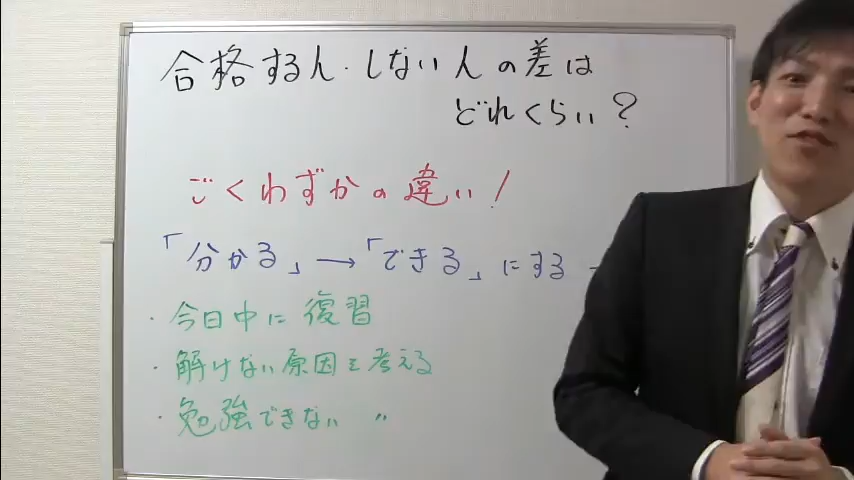 合格する人・しない人の差は
どれくらい?
ごくわずかの違い!
「分かる」→「できる」にする
・今日中に復習
・解けない原因を考える
・勉強できない 〃